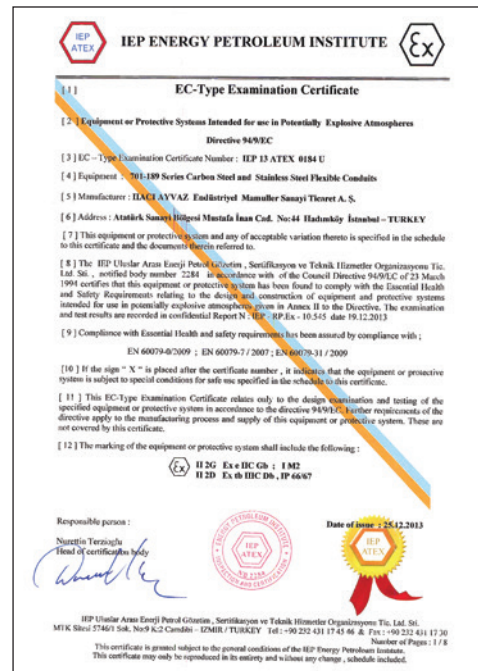 IEP
ATEX
IEP ENERGY PETROLEUM INSTITUTE
Ex
[ 1 ] EC-Type Examination Certificate
[ 2 ] Equipment or Protective Systems Intended for use in Potentially Explosive Atmospheres
Directive 94/9/EC
[ 3 ] EC – Type Examination Certificate Number : IEP 13 ATEX 0184 U
[ 4 ] Equipment : 701-189 Series Carbon Steel and Stainless Steel Flexible Conduits
[ 5 ] Manufacturer : HACI AYVAZ Endüstriyel Mamuller Sanayi Ticaret A. Ş.
[ 6 ] Address : Atatürk Sanayi Bölgesi Mustafa İnan Cad. No:44 Hadımköy İstanbul – TURKEY
[ 7 ] This equipment or protective system and any of acceptable variation thereto is specified in the schedule
to this certificate and the documents therein referred to.
[ 8 ] The IEP Uluslar Arası Enerji Petrol Gözetim , Sertifikasyon ve Teknik Hizmetler Organizasyonu Tic.
Ltd. Sti. , notified body number 2284 in accordance with of the Council Directive 94/9/EC of 23 March
1994 certifies that this equipment or protective system has been found to comply with the Essential Health
and Safety Requirements relating to the design and construction of equipment and protective systems
intended for use in potentially explosive atmospheres given in Annex II to the Directive. The examination
and test results are recorded in confidential Report N : IEP - RP.Ex - 10.545 date 19.12.2013
[ 9 ] Compliance with Essential Health and safety requirements has been assured by compliance with ;
EN 60079-0/2009 ; EN 60079-7 / 2007 ; EN 60079-31 / 2009
[10 ] If the sign “ X “ is placed after the certificate number , it indicates that the equipment or protective
system is subject to special conditions for safe use specified in the schedule to this certificate.
[ 11 ] This EC-Type Examination Certificate relates only to the design examination and testing of the
specified equipment or protective system in accordance to the directive 94/9/EC. Further requirements of the
directive apply to the manufacturing process and supply of this equipment or protective system. These are
not covered by this certificate.
[ 12 ] The marking of the equipment or protective system shall include the following :
Ex II 2G Ex e IIC Gb ; I M2
II 2D Ex tb IIIC Db , IP 66/67
Responsible person :
Date of issue : 25.12.2013
Nurettin Terzioglu
Head of certification body
ENERGY PETROLEUM INSTITUTE
IEP
ATEX
NB 2284
INSPECTION AND CERTIFICATION
IEP
ATEX
IEP Uluslar Arası Enerji Petrol Gözetim , Sertifikasyon ve Teknik Hizmetler Organizasyonu Tic. Ltd. Sti.
MTK Sitesi 5746/1 Sok. No:9 K:2 Camdibi - IZMIR / TURKEY Tel : +90 232 431 17 45 46 & Fax : +90 232 431 17 30
Number of Pages : 1 / 8
This certificate is granted subject to the general conditions of the IEP Energy Petroleum Institute.
This certificate may only be reproduced in its entirety and without any change , schedule included.